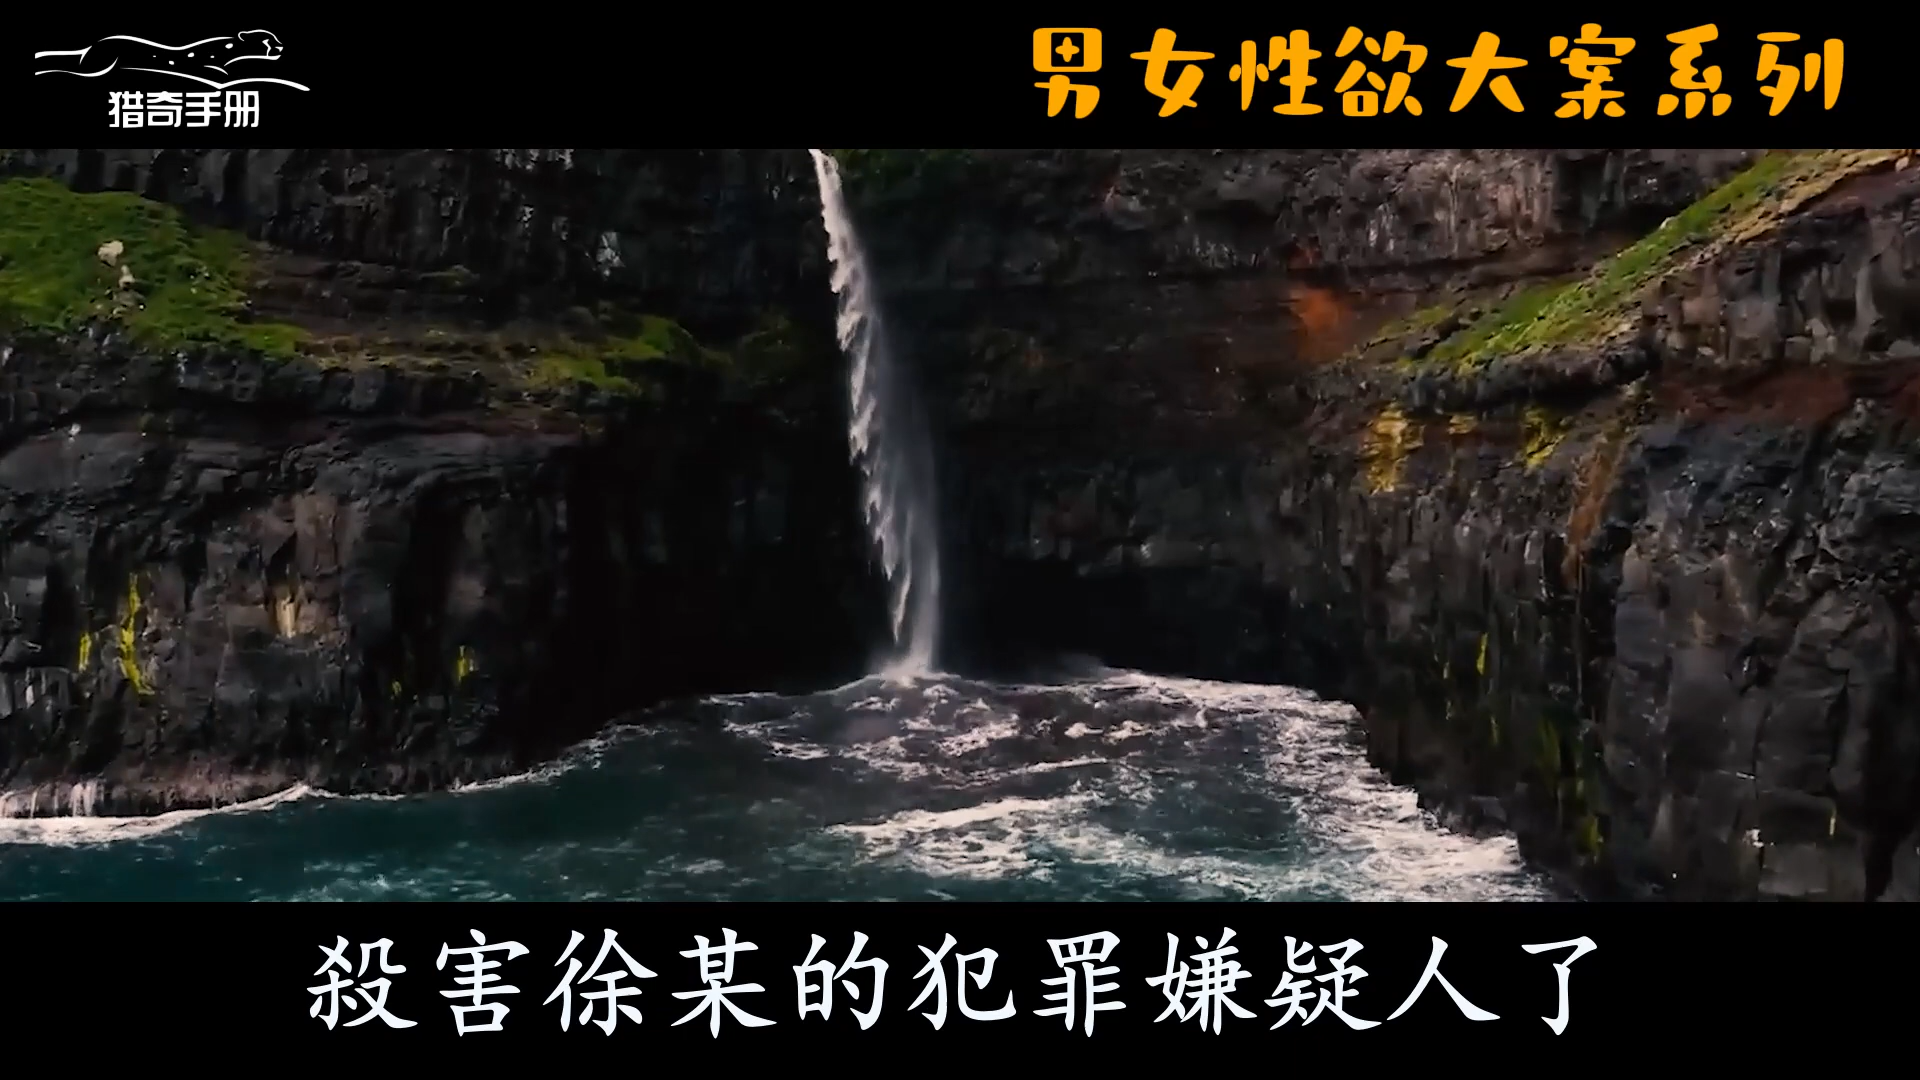 猎奇手册
男女性欲大案系列
殺害徐某的犯罪嫌疑人了